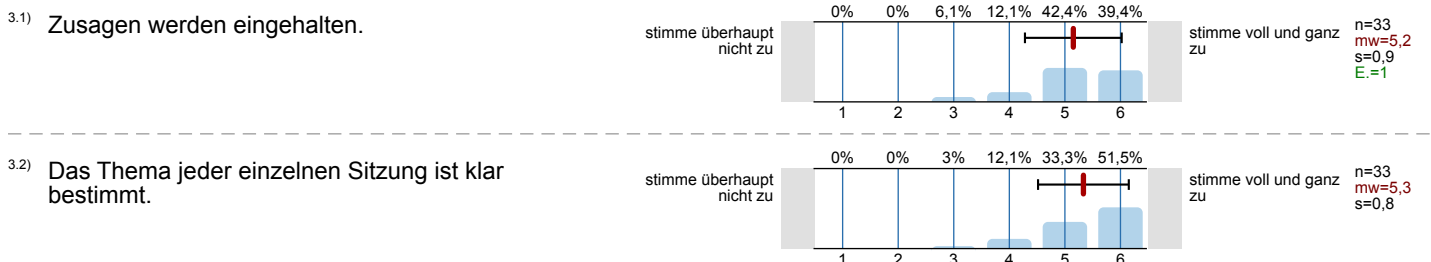 3.1) Zusagen werden eingehalten.
stimme überhaupt
nicht zu
0% 0% 6,1% 12,1% 42,4% 39,4%
1 2 3 4 5 6
stimme voll und ganz
zu
n=33
mw=5,2
s=0,9
E.=1
3.2) Das Thema jeder einzelnen Sitzung ist klar
bestimmt.
stimme überhaupt
nicht zu
0% 0% 3% 12,1% 33,3% 51,5%
1 2 3 4 5 6
stimme voll und ganz
zu
n=33
mw=5,3
s=0,8